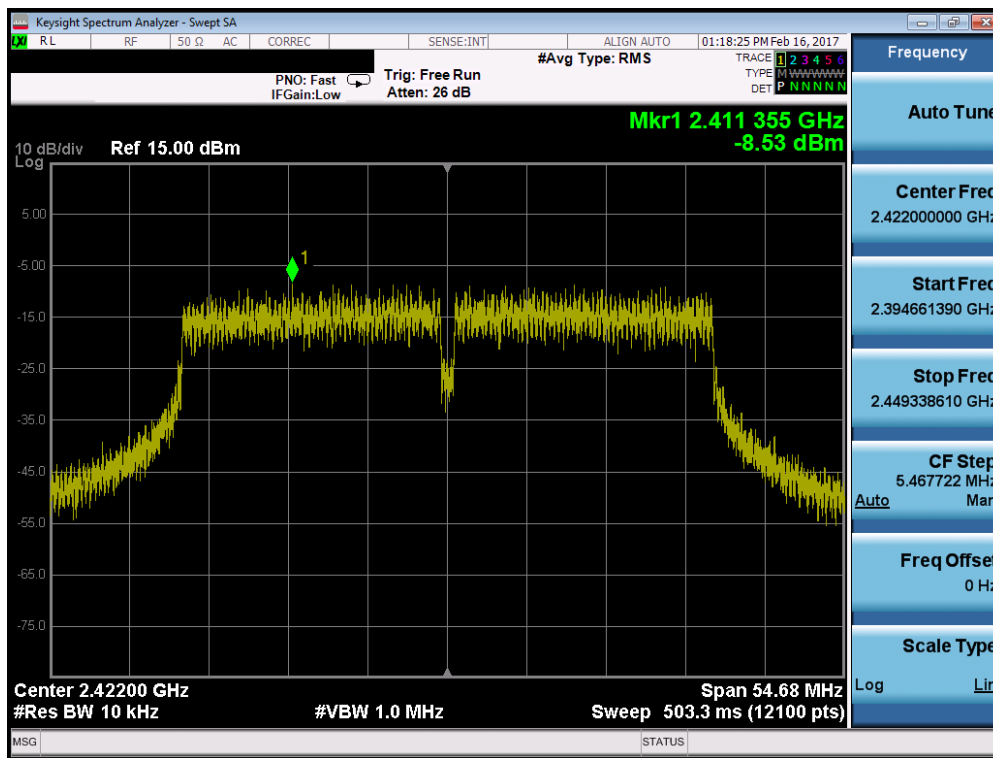 Keysight Spectrum Analyzer - Swept SA
LXI RL RF 50 Ω AC CORREC SENSE:INT ALIGN AUTO 01:18:25 PM Feb 16, 2017
PNO: Fast
IFGain:Low
Trig: Free Run
Atten: 26 dB
#Avg Type: RMS
TRACE 1 2 3 4 5 6
TYPE M WWWWW
DET P N N N N N
Mkr1 2.411 355 GHz
-8.53 dBm
10 dB/div Ref 15.00 dBm
Log
5.00
-5.00
1
-15.0
-25.0
-35.0
-45.0
-55.0
-65.0
-75.0
Center 2.42200 GHz Span 54.68 MHz
#Res BW 10 kHz #VBW 1.0 MHz Sweep 503.3 ms (12100 pts)
MSG STATUS
Frequency
Auto Tune
Center Freq
2.422000000 GHz
Start Freq
2.394661390 GHz
Stop Freq
2.449338610 GHz
CF Step
5.467722 MHz
Auto Man
Freq Offset
0 Hz
Scale Type
Log Lin